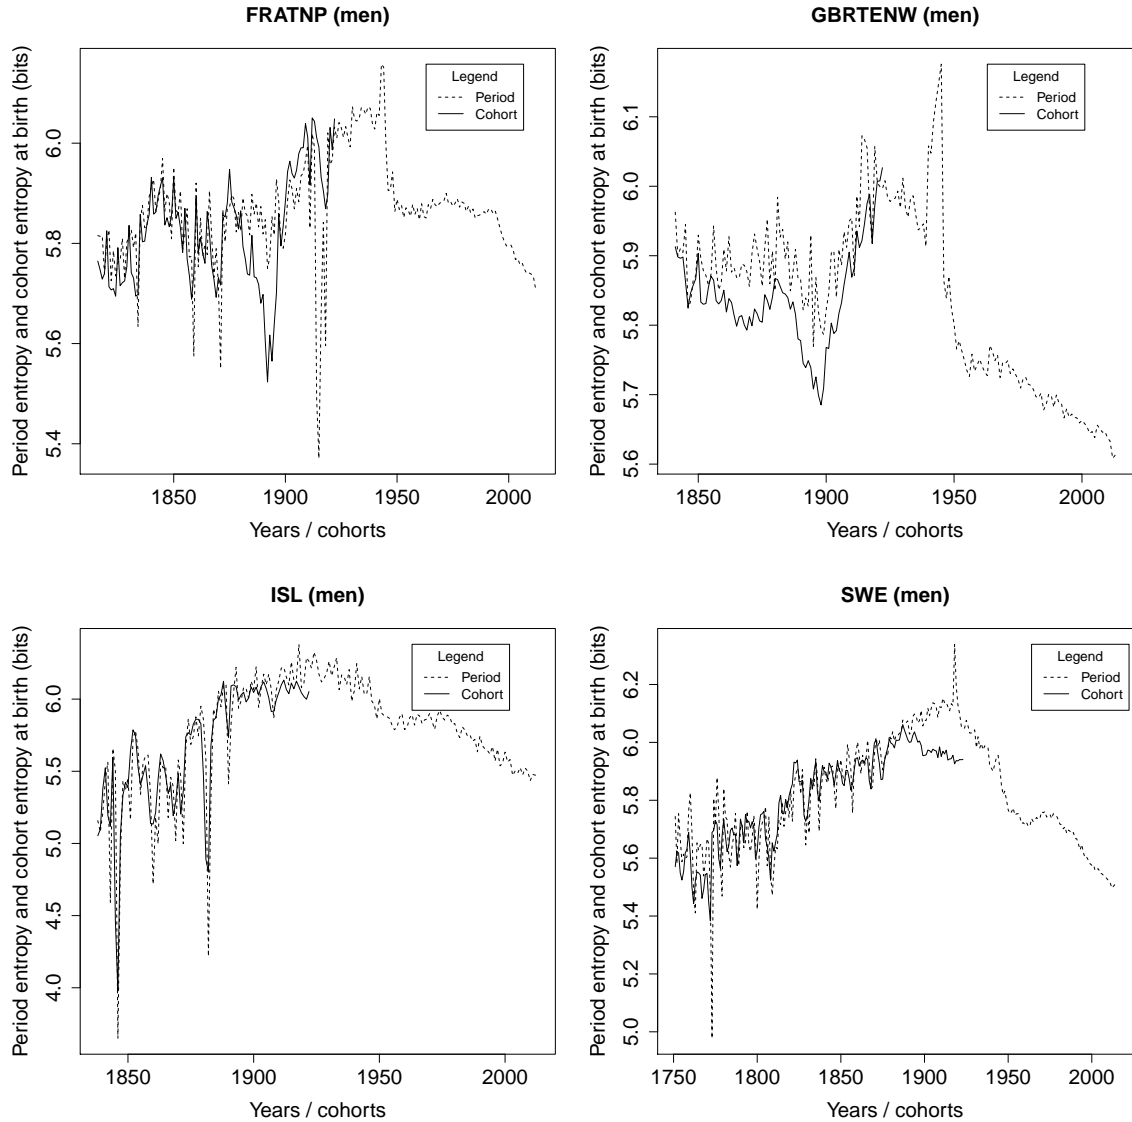 FRATNP (men)
Period entropy and cohort entropy at birth (bits)
5.4 5.6 5.8 6.0
Legend
Period
Cohort
1850 1900 1950 2000
Years / cohorts
GBRTENW (men)
Period entropy and cohort entropy at birth (bits)
5.6 5.7 5.8 5.9 6.0 6.1
Legend
Period
Cohort
1850 1900 1950 2000
Years / cohorts
ISL (men)
Period entropy and cohort entropy at birth (bits)
4.0 4.5 5.0 5.5 6.0
Legend
Period
Cohort
1850 1900 1950 2000
Years / cohorts
SWE (men)
Period entropy and cohort entropy at birth (bits)
5.0 5.2 5.4 5.6 5.8 6.0 6.2
Legend
Period
Cohort
1750 1800 1850 1900 1950 2000
Years / cohorts